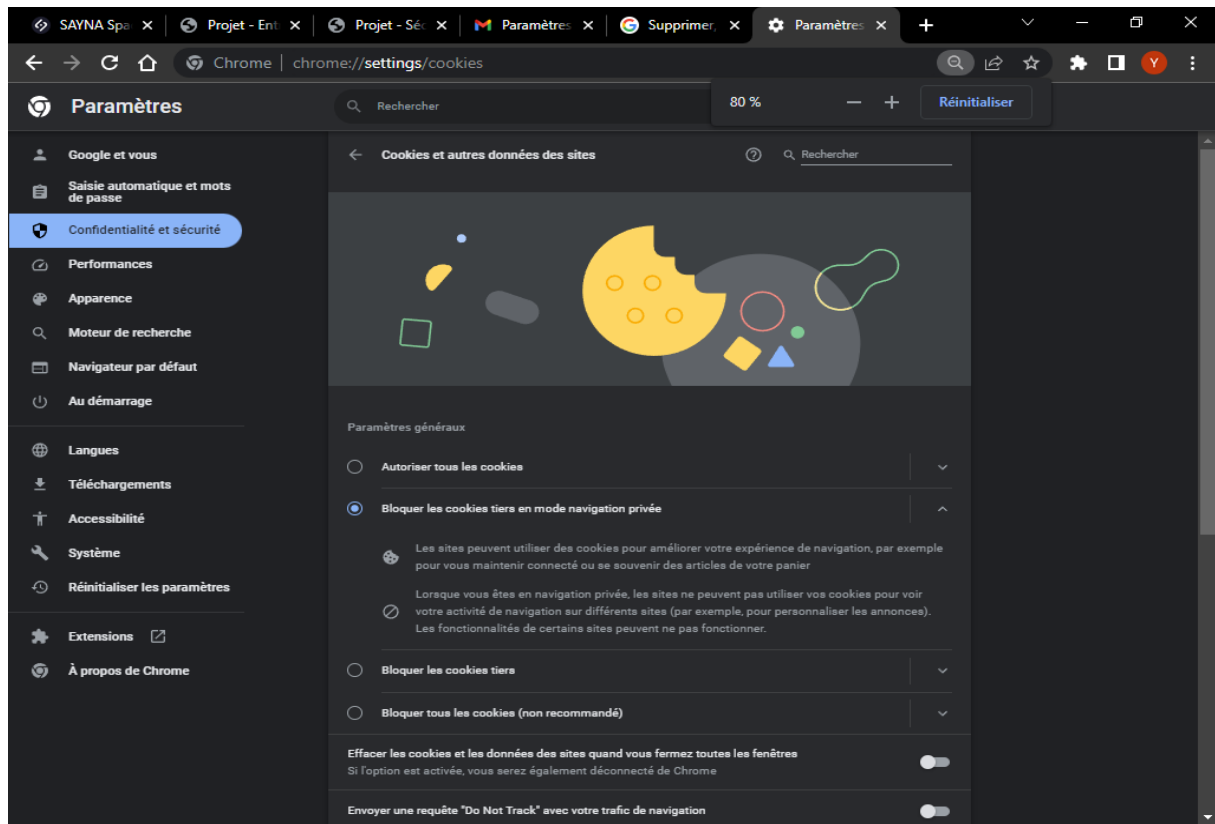 SAYNA Spa
Projet - Ent
Projet - Séc
Paramètres
Supprimer,
Paramètres
Chrome | chrome://settings/cookies
Y
Paramètres
Rechercher
80 %
Réinitialiser
Google et vous
Saisie automatique et mots
de passe
Confidentialité et sécurité
Performances
Apparence
Moteur de recherche
Navigateur par défaut
Au démarrage
Langues
Téléchargements
Accessibilité
Système
Réinitialiser les paramètres
Extensions
À propos de Chrome
Cookies et autres données des sites
Rechercher
Paramètres généraux
Autoriser tous les cookies
Bloquer les cookies tiers en mode navigation privée
Les sites peuvent utiliser des cookies pour améliorer votre expérience de navigation, par exemple
pour vous maintenir connecté ou se souvenir des articles de votre panier
Lorsque vous êtes en navigation privée, les sites ne peuvent pas utiliser vos cookies pour voir
votre activité de navigation sur différents sites (par exemple, pour personnaliser les annonces).
Les fonctionnalités de certains sites peuvent ne pas fonctionner.
Bloquer les cookies tiers
Bloquer tous les cookies (non recommandé)
Effacer les cookies et les données des sites quand vous fermez toutes les fenêtres
Si l'option est activée, vous serez également déconnecté de Chrome
Envoyer une requête "Do Not Track" avec votre trafic de navigation